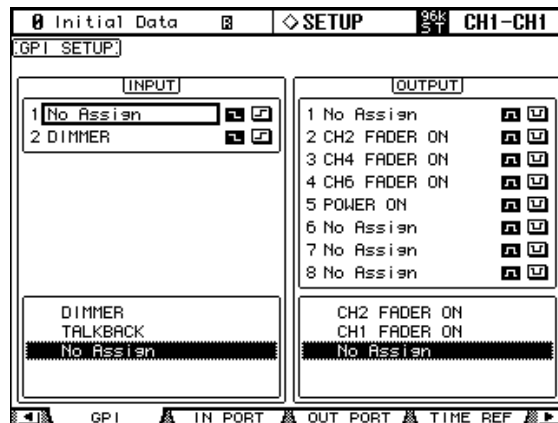 0 Initial Data SETUP 96k ST CH1-CH1
GPI SETUP
INPUT
1 No Assign
2 DIMMER
DIMMER
TALKBACK
No Assign
OUTPUT
1 No Assign
2 CH2 FADER ON
3 CH4 FADER ON
4 CH6 FADER ON
5 POWER ON
6 No Assign
7 No Assign
8 No Assign
CH2 FADER ON
CH1 FADER ON
No Assign
GPI IN PORT OUT PORT TIME REF